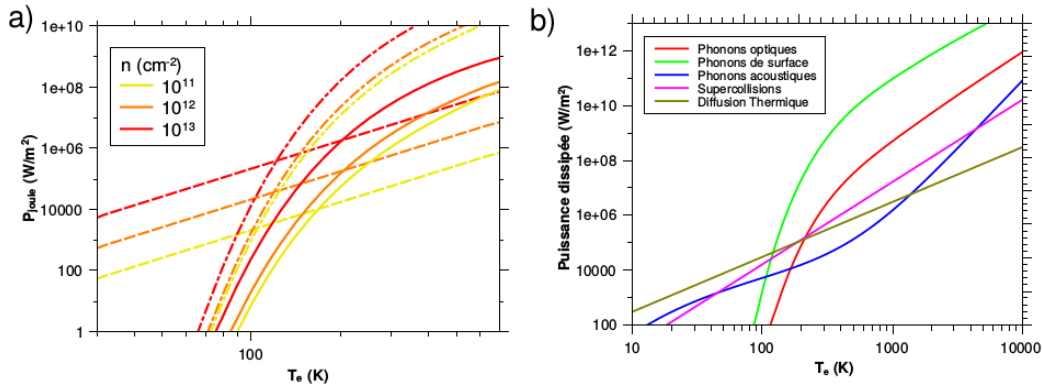 a)
P_joule (W/m²)
1e+10
1e+08
1e+06
10000
100
1
n (cm⁻²)
10¹¹
10¹²
10¹³
100
Tₑ (K)
b)
Puissance dissipée (W/m²)
1e+12
1e+10
1e+08
1e+06
10000
100
Phonons optiques
Phonons de surface
Phonons acoustiques
Supercollisions
Diffusion Thermique
10 100 1000 10000
Tₑ (K)